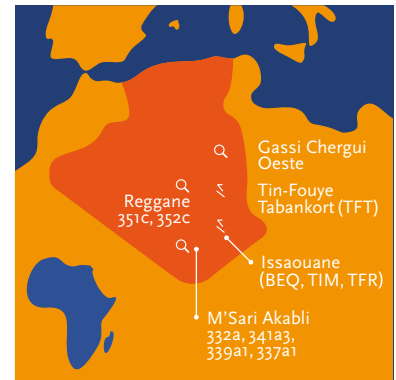 Gassi Chergui
Oeste
Tin-Fouye
Tabankort (TFT)
Reggane
351c, 352c
Issaouane
(BEQ, TIM, TFR)
M'Sari Akabli
332a, 341a3,
339a1, 337a1